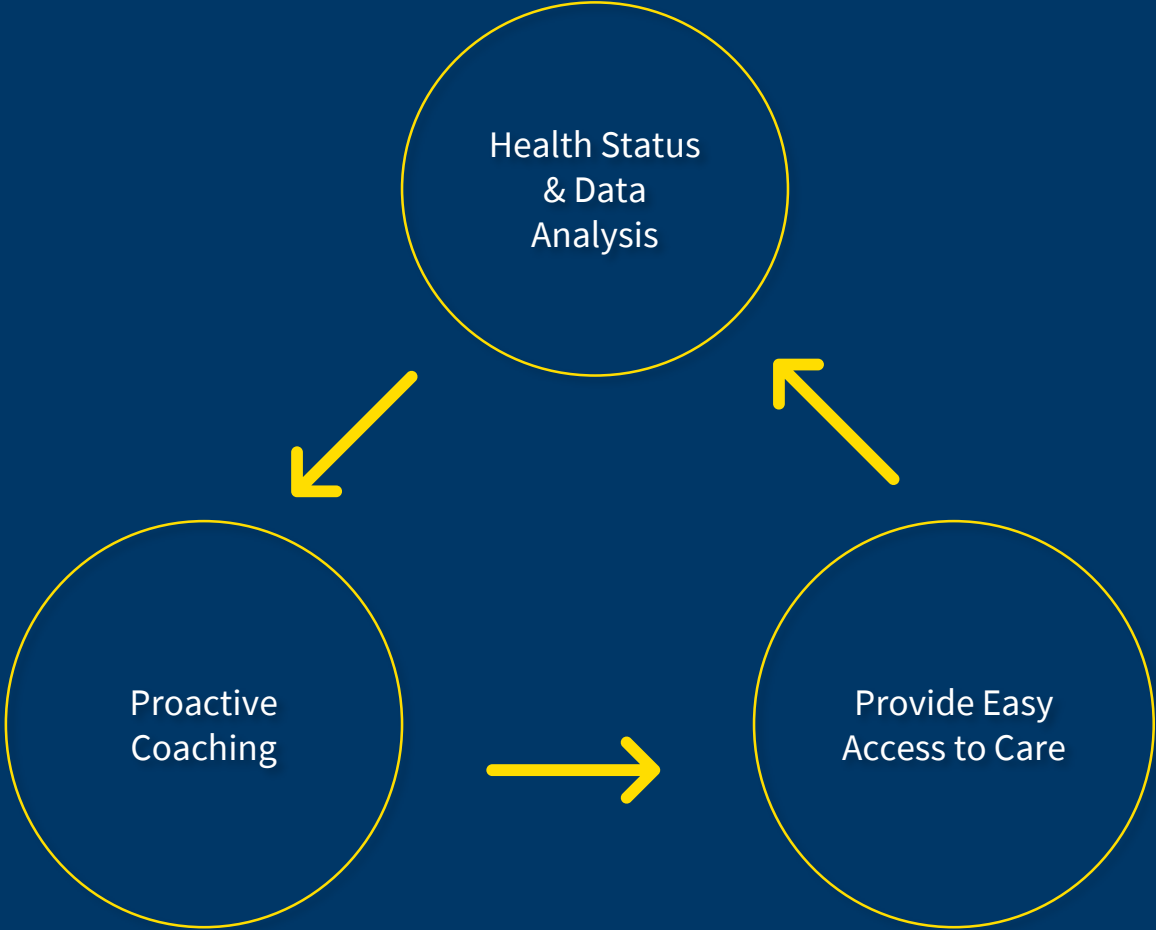 Health Status
& Data
Analysis
Proactive
Coaching
Provide Easy
Access to Care